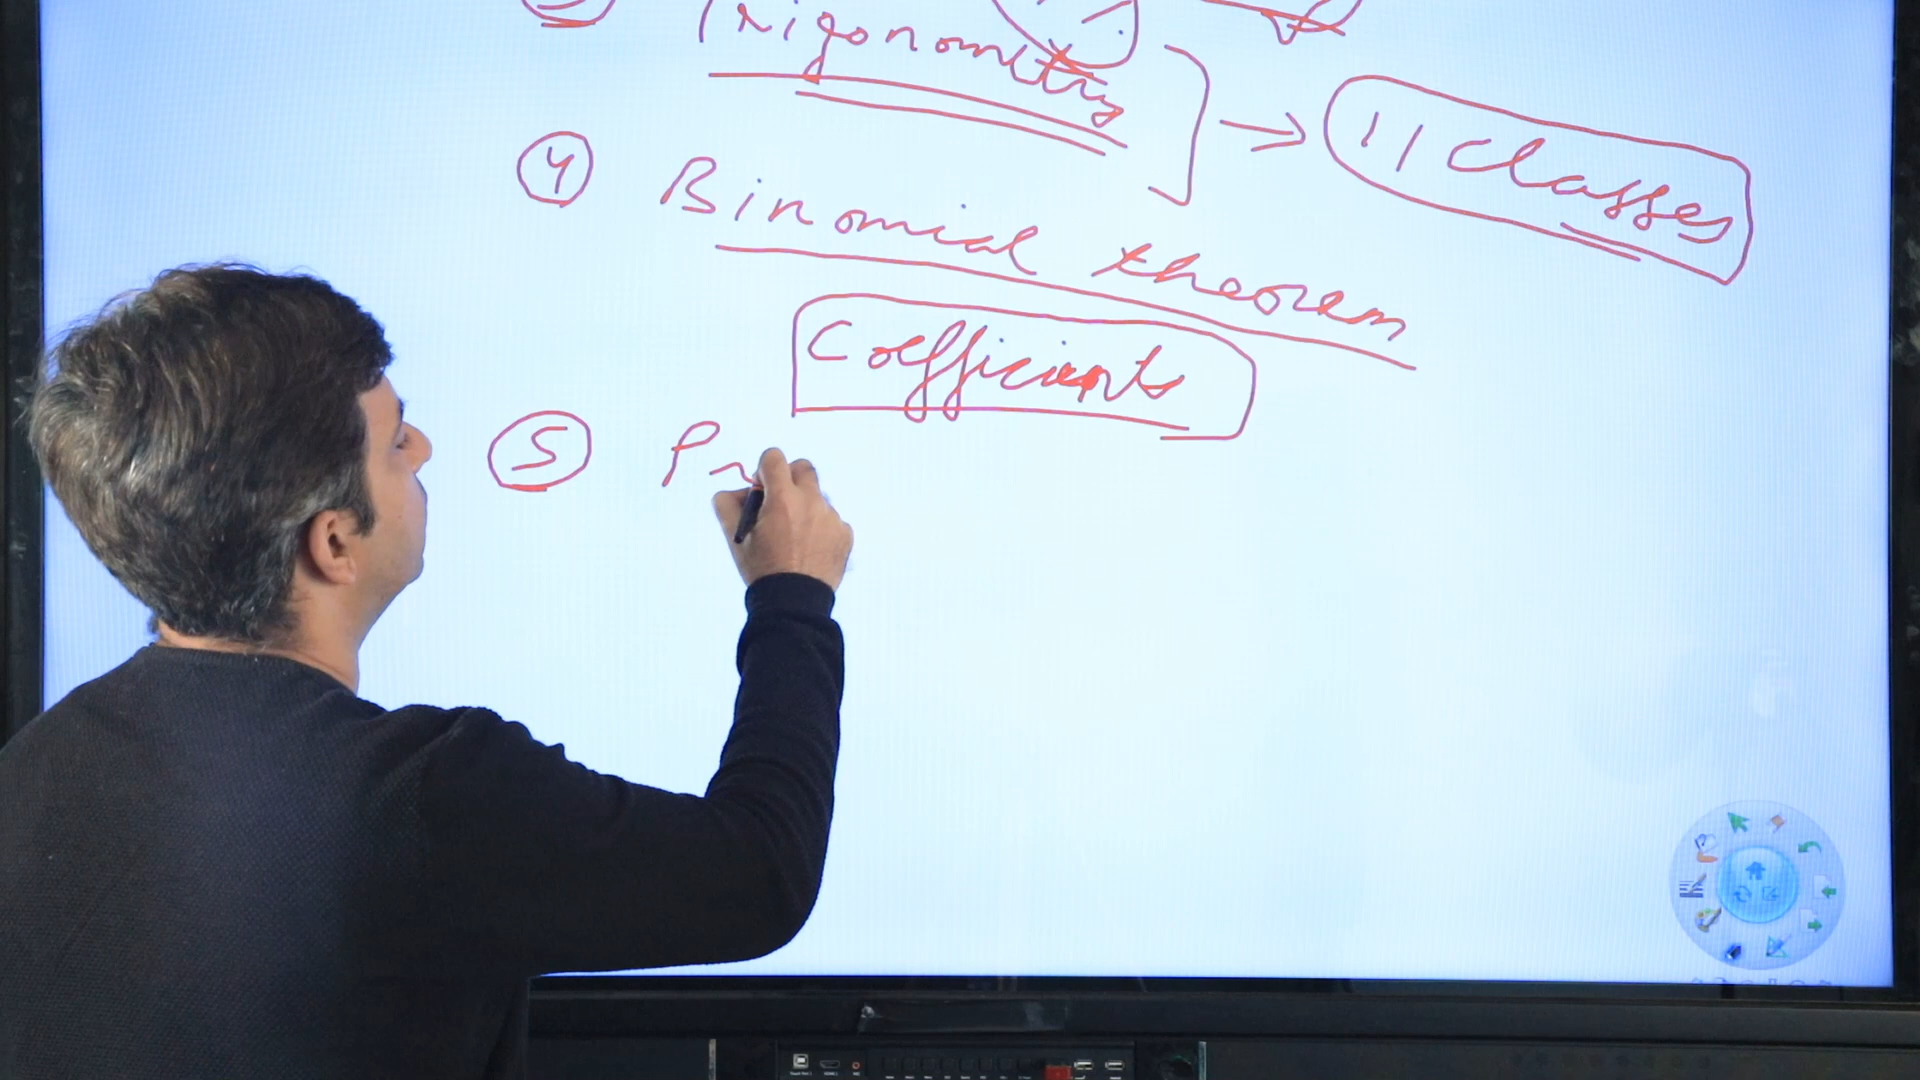 Trigonometry
→ 11 Classes
④ Binomial theorem
Coefficients
⑤ Pr